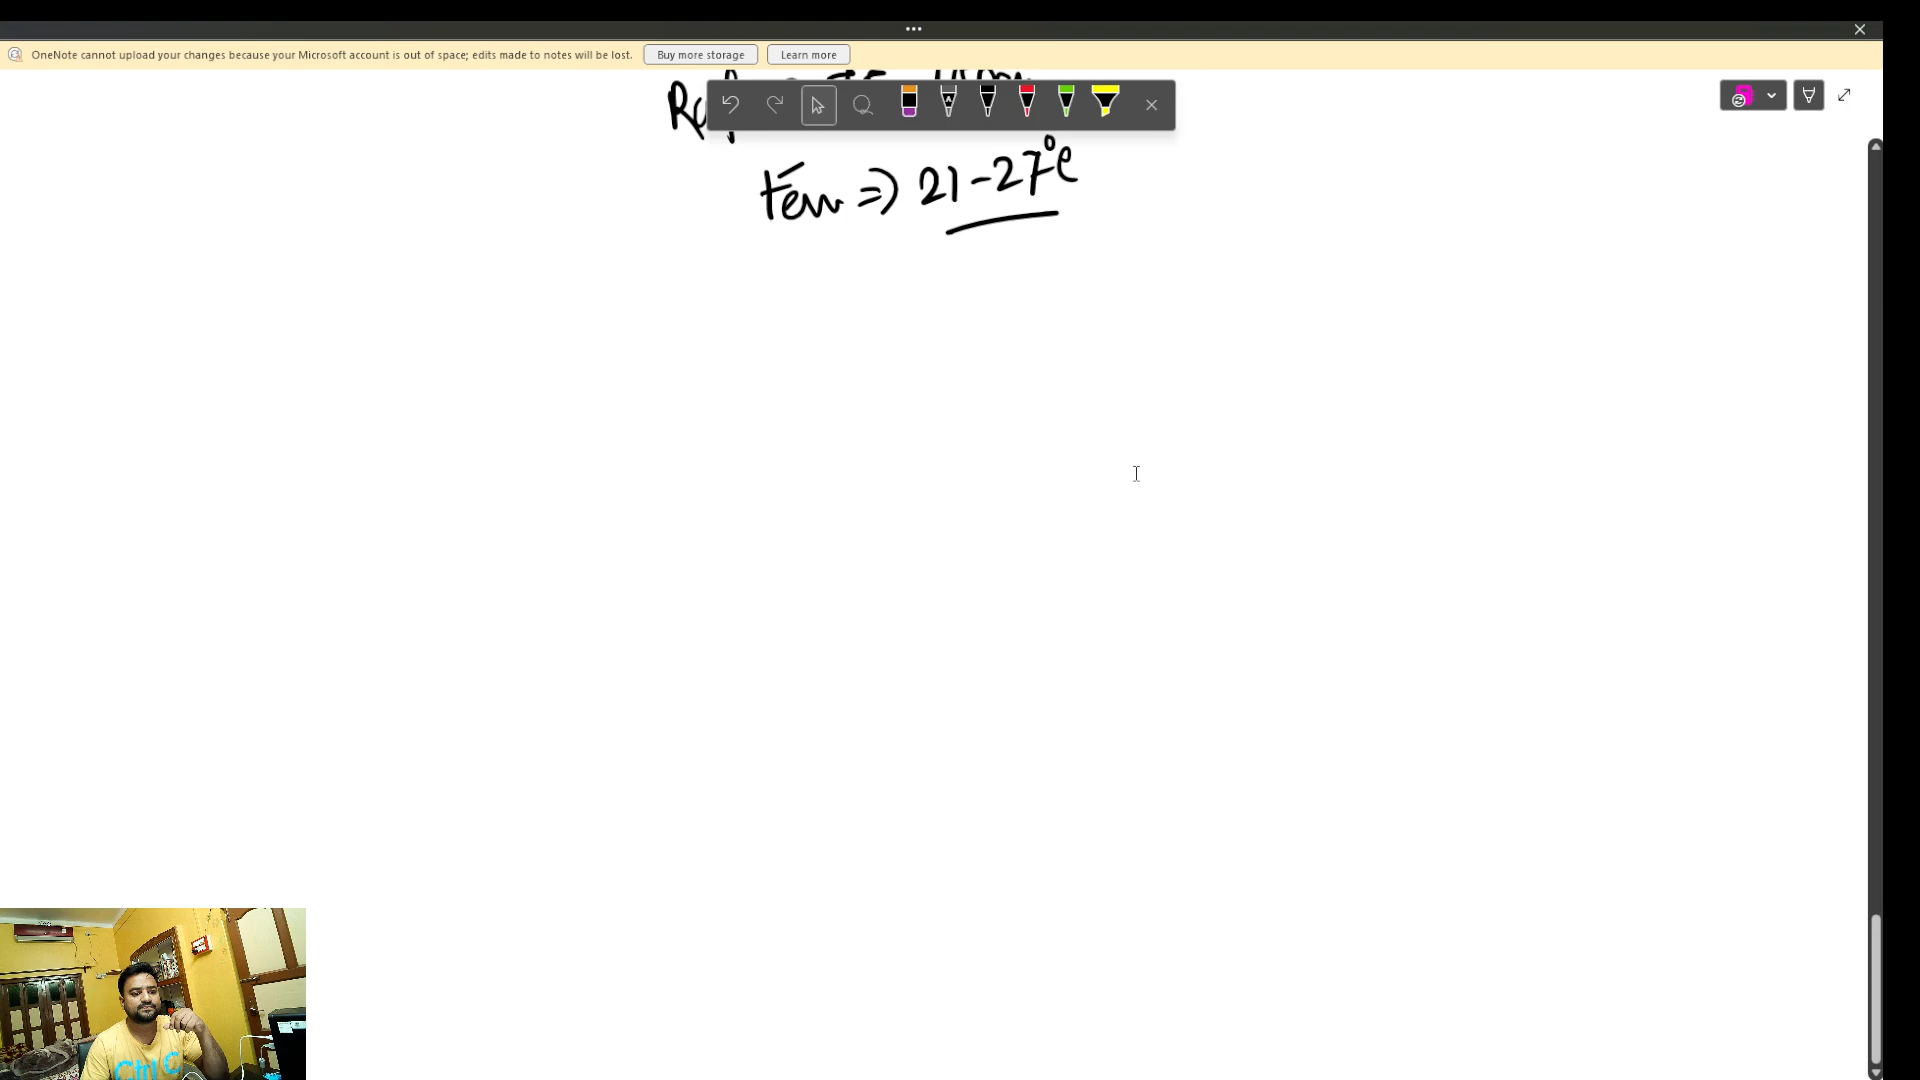 OneNote cannot upload your changes because your Microsoft account is out of space; edits made to notes will be lost. Buy more storage Learn more
Tem => 21-27°C
Ctrl C